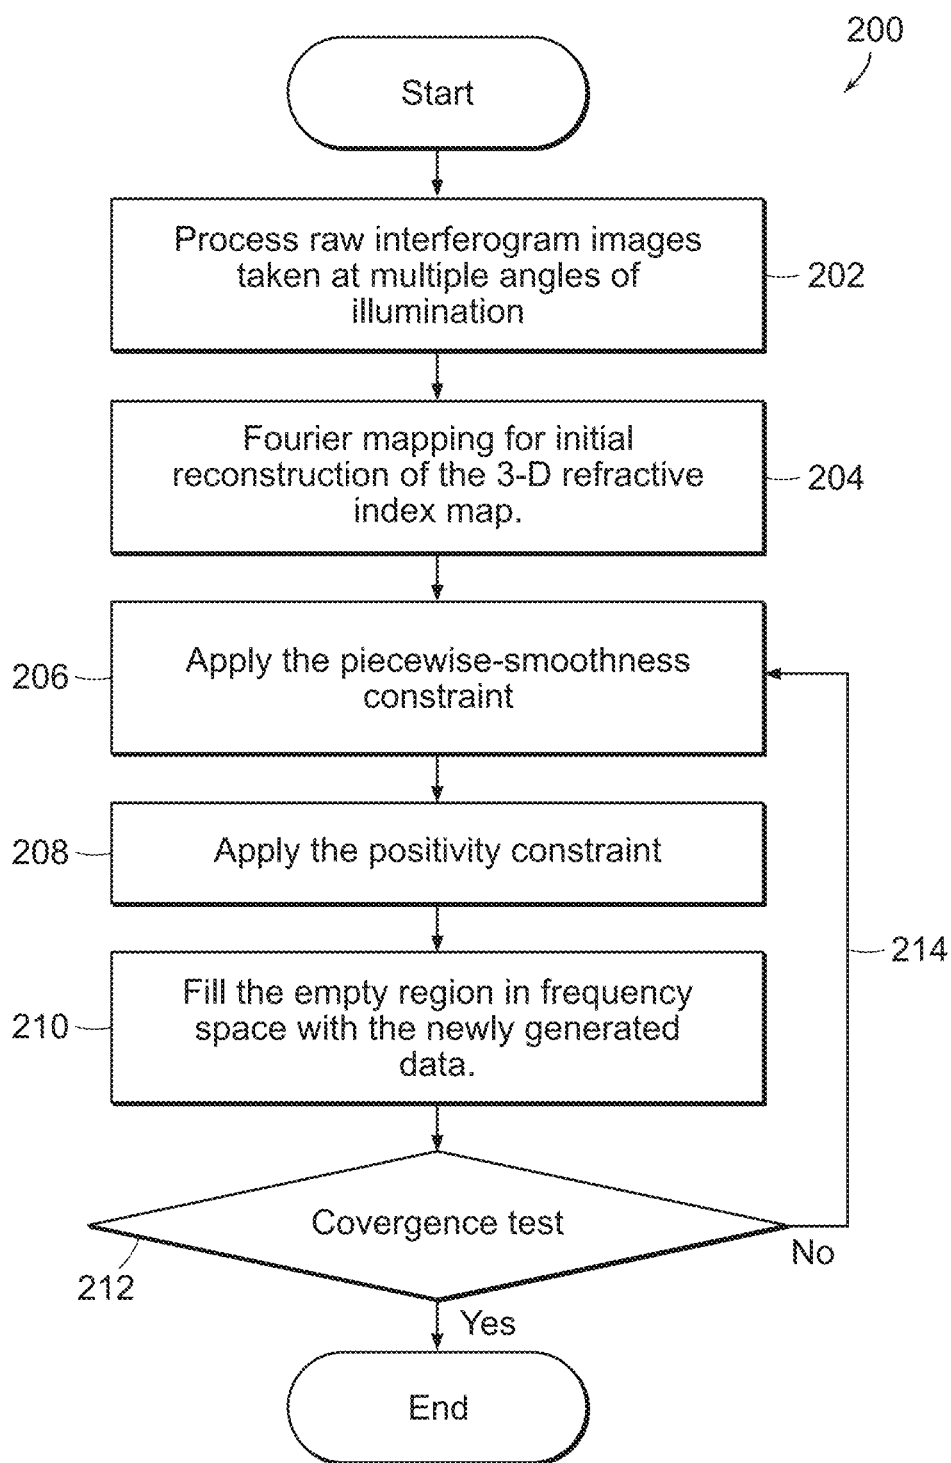 200
Start
Process raw interferogram images
taken at multiple angles of
illumination
202
Fourier mapping for initial
reconstruction of the 3-D refractive
index map.
204
206
Apply the piecewise-smoothness
constraint
208
Apply the positivity constraint
214
210
Fill the empty region in frequency
space with the newly generated
data.
Covergence test
212
No
Yes
End